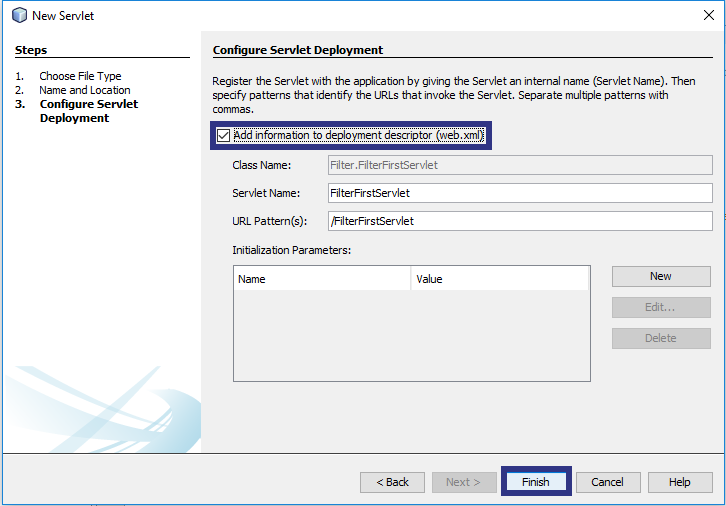 New Servlet
Steps
1. Choose File Type
2. Name and Location
3. Configure Servlet
Deployment
Configure Servlet Deployment
Register the Servlet with the application by giving the Servlet an internal name (Servlet Name). Then
specify patterns that identify the URLs that invoke the Servlet. Separate multiple patterns with
commas.
Add information to deployment descriptor (web.xml)
Class Name: Filter.FilterFirstServlet
Servlet Name: FilterFirstServlet
URL Pattern(s): /FilterFirstServlet
Initialization Parameters:
Name Value
New
Edit...
Delete
< Back Next > Finish Cancel Help